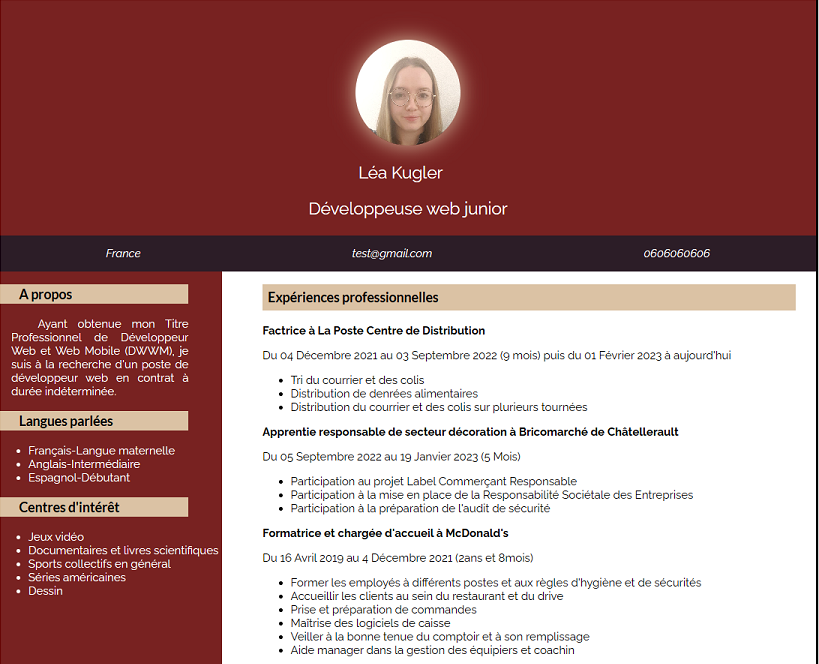 Léa Kugler
Développeuse web junior
France
test@gmail.com
0606060606
A propos
Ayant obtenue mon Titre
Professionnel de Développeur
Web et Web Mobile (DWWM), je
suis à la recherche d'un poste de
développeur web en contrat à
durée indéterminée.
Langues parlées
Français-Langue maternelle
Anglais-Intermédiaire
Espagnol-Débutant
Centres d'intérêt
Jeux vidéo
Documentaires et livres scientifiques
Sports collectifs en général
Séries américaines
Dessin
Expériences professionnelles
Factrice à La Poste Centre de Distribution
Du 04 Décembre 2021 au 03 Septembre 2022 (9 mois) puis du 01 Février 2023 à aujourd'hui
Tri du courrier et des colis
Distribution de denrées alimentaires
Distribution du courrier et des colis sur plurieurs tournées
Apprentie responsable de secteur décoration à Bricomarché de Châtellerault
Du 05 Septembre 2022 au 19 Janvier 2023 (5 Mois)
Participation au projet Label Commerçant Responsable
Participation à la mise en place de la Responsabilité Sociétale des Entreprises
Participation à la préparation de l'audit de sécurité
Formatrice et chargée d'accueil à McDonald's
Du 16 Avril 2019 au 4 Décembre 2021 (2ans et 8mois)
Former les employés à différents postes et aux règles d'hygiène et de sécurités
Accueillir les clients au sein du restaurant et du drive
Prise et préparation de commandes
Maîtrise des logiciels de caisse
Veiller à la bonne tenue du comptoir et à son remplissage
Aide manager dans la gestion des équipiers et coachin